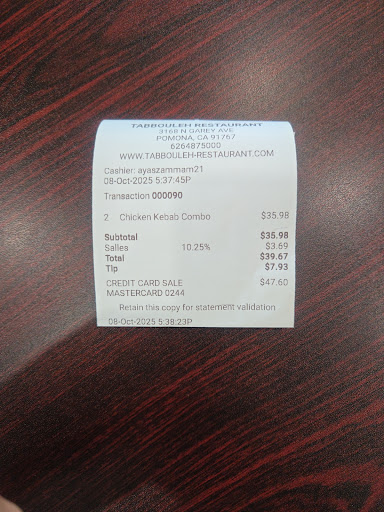 TABBOULEH RESTAURANT
3168 N GAREY AVE
POMONA, CA 91767
6264875000
WWW.TABBOULEH-RESTAURANT.COM
Cashier: ayaszammam21
08-Oct-2025 5:37:45P
Transaction 000090
2 Chicken Kebab Combo $35.98
Subtotal $35.98
Salles 10.25% $3.69
Total $39.67
Tip $7.93
CREDIT CARD SALE $47.60
MASTERCARD 0244
Retain this copy for statement validation
08-Oct-2025 5:38:23P